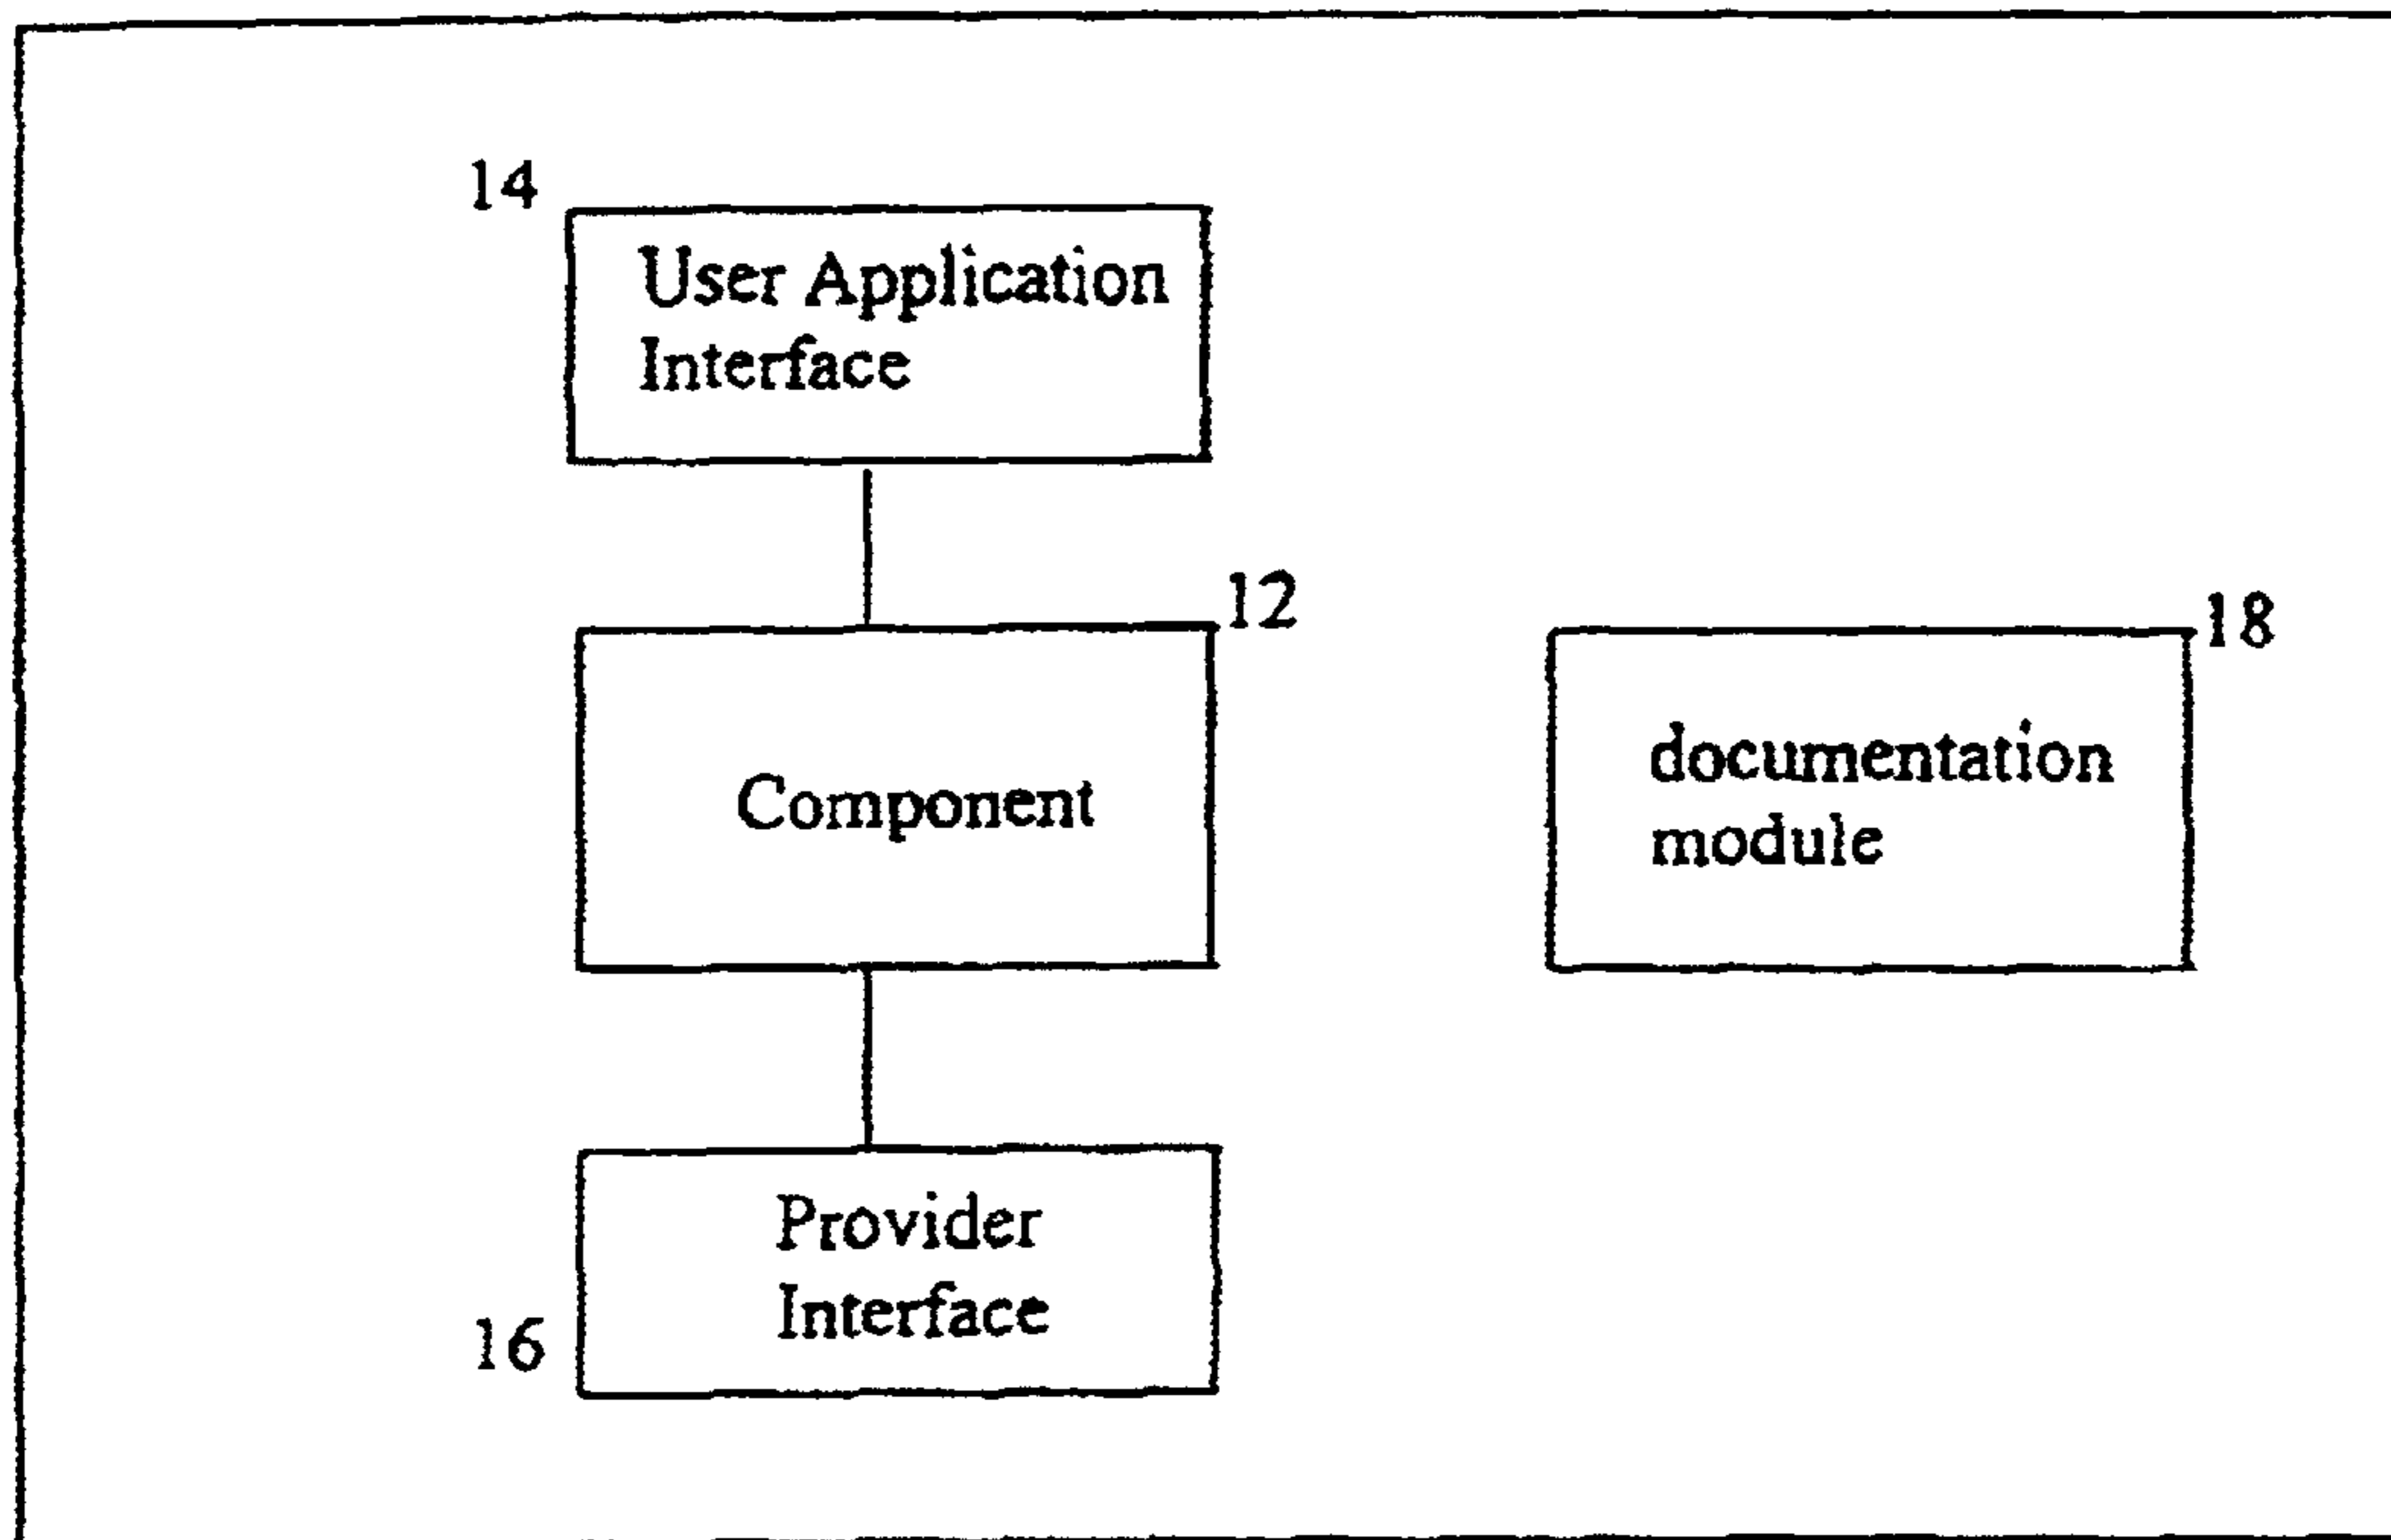 14
User Application
Interface
12
Component
18
documentation
module
Provider
Interface
16